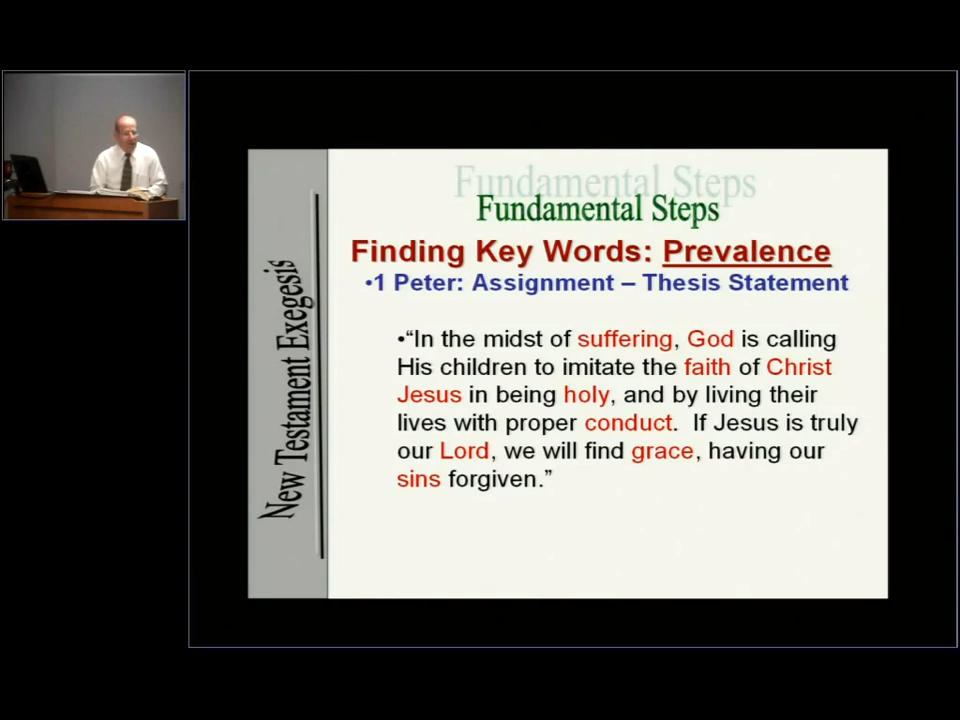 Fundamental Steps
Fundamental Steps
New Testament Exegesis
Finding Key Words: Prevalence
•1 Peter: Assignment – Thesis Statement
•“In the midst of suffering, God is calling
His children to imitate the faith of Christ
Jesus in being holy, and by living their
lives with proper conduct. If Jesus is truly
our Lord, we will find grace, having our
sins forgiven.”